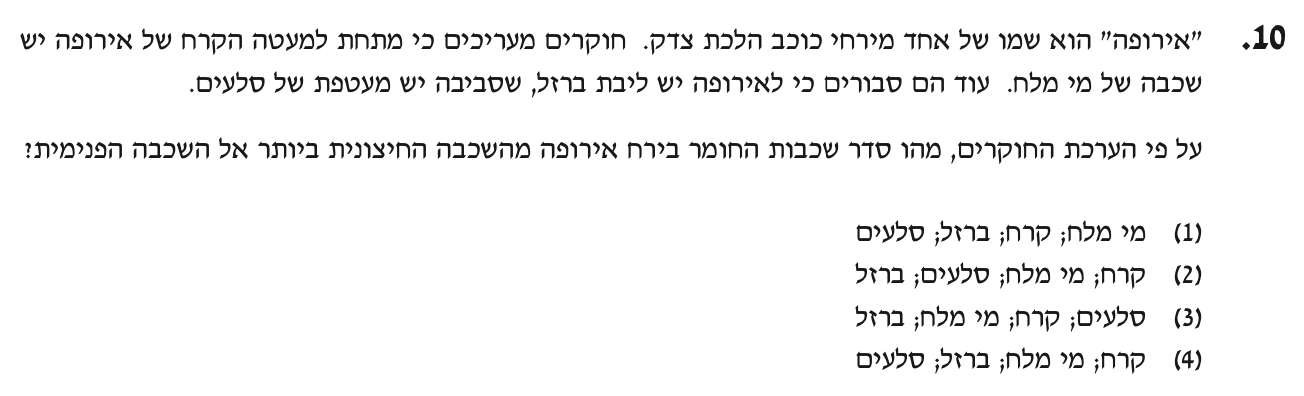 10. "אירופה" הוא שמו של אחד מירחי כוכב הלכת צדק. חוקרים מעריכים כי מתחת למעטה הקרח של אירופה יש
שכבה של מי מלח. עוד הם סבורים כי לאירופה יש ליבת ברזל, שסביבה יש מעטפת של סלעים.
על פי הערכת החוקרים, מהו סדר שכבות החומר בירח אירופה מהשכבה החיצונית ביותר אל השכבה הפנימית?
(1) מי מלח; קרח; ברזל; סלעים
(2) קרח; מי מלח; סלעים; ברזל
(3) סלעים; קרח; מי מלח; ברזל
(4) קרח; מי מלח; ברזל; סלעים